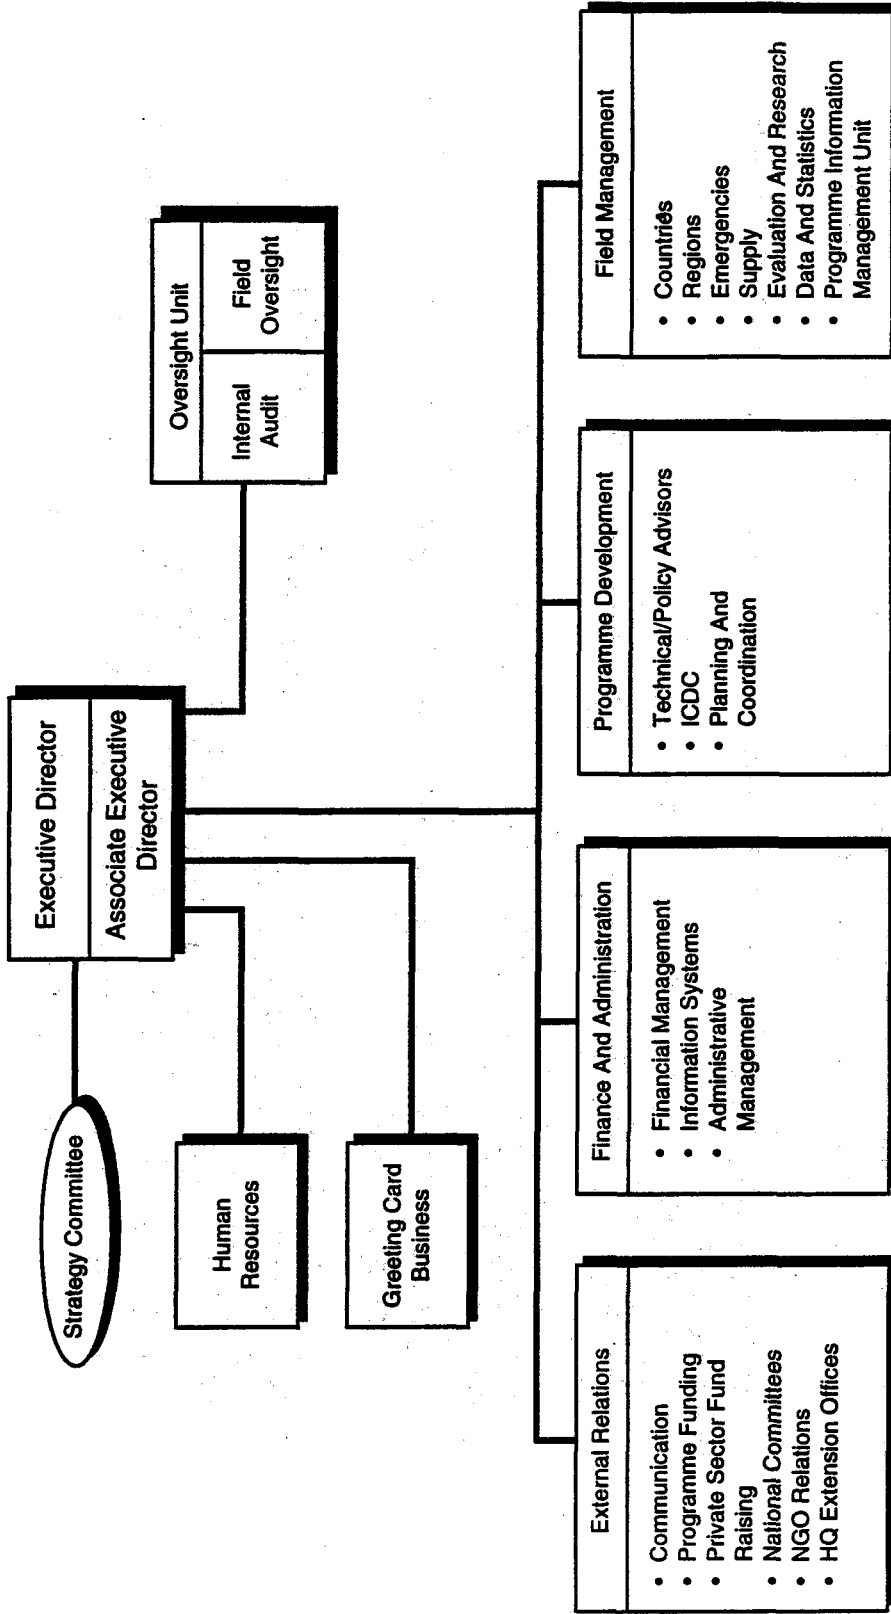 Executive Director
Associate Executive
Director
Strategy Committee
Human
Resources
Greeting Card
Business
Oversight Unit
Internal
Audit
Field
Oversight
External Relations
• Communication
• Programme Funding
• Private Sector Fund
Raising
• National Committees
• NGO Relations
• HQ Extension Offices
Finance And Administration
• Financial Management
• Information Systems
• Administrative
Management
Programme Development
• Technical/Policy Advisors
• ICDC
• Planning And
Coordination
Field Management
• Countries
• Regions
• Emergencies
• Supply
• Evaluation And Research
• Data And Statistics
• Programme Information
Management Unit